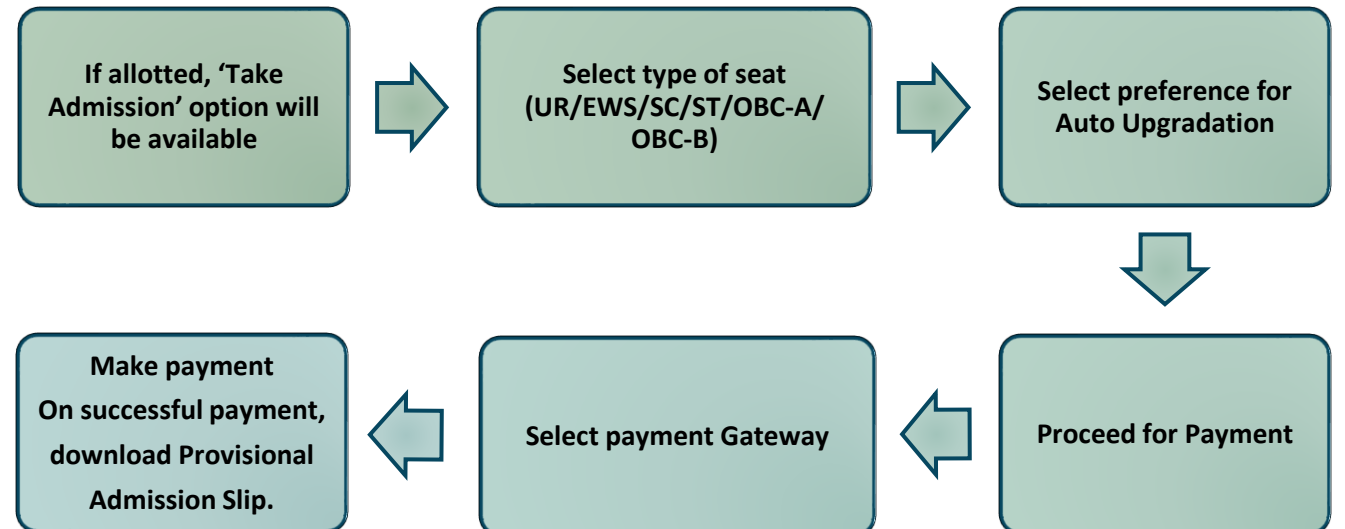 If allotted, ‘Take
Admission’ option will
be available
Select type of seat
(UR/EWS/SC/ST/OBC-A/
OBC-B)
Select preference for
Auto Upgradation
Proceed for Payment
Select payment Gateway
Make payment
On successful payment,
download Provisional
Admission Slip.